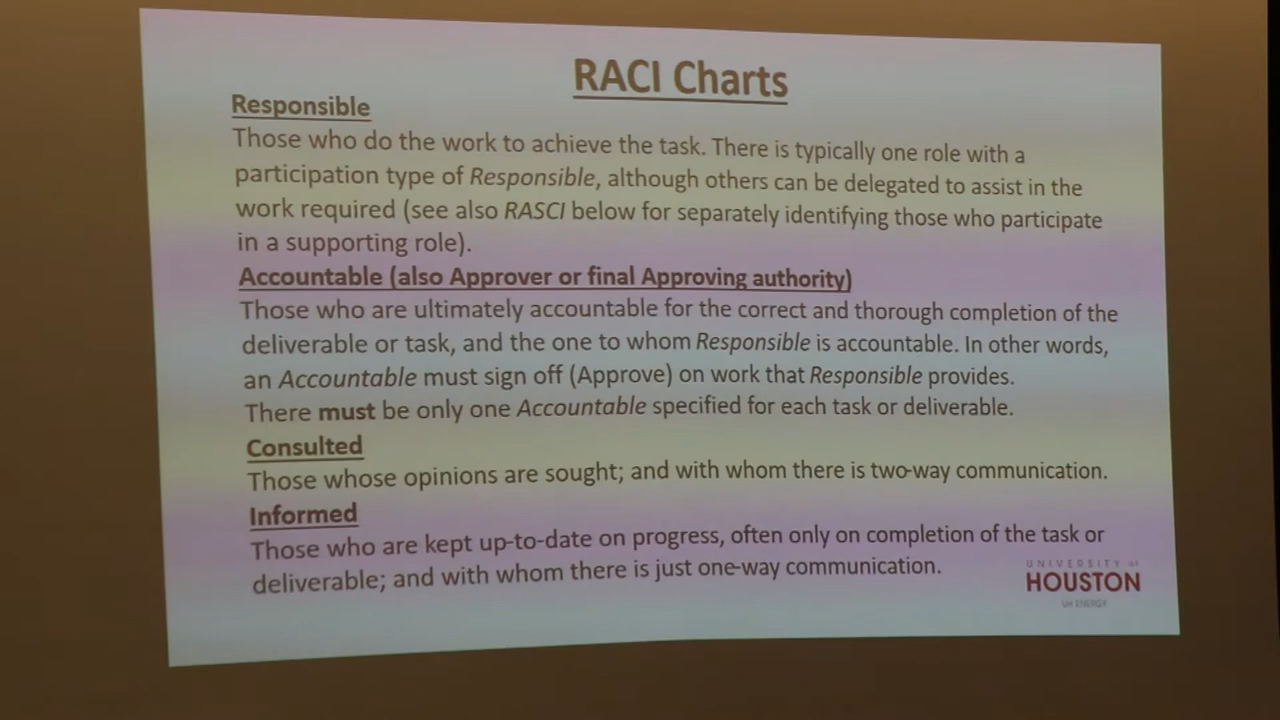 RACI Charts
Responsible
Those who do the work to achieve the task. There is typically one role with a
participation type of Responsible, although others can be delegated to assist in the
work required (see also RASCI below for separately identifying those who participate
in a supporting role).
Accountable (also Approver or final Approving authority)
Those who are ultimately accountable for the correct and thorough completion of the
deliverable or task, and the one to whom Responsible is accountable. In other words,
an Accountable must sign off (Approve) on work that Responsible provides.
There must be only one Accountable specified for each task or deliverable.
Consulted
Those whose opinions are sought; and with whom there is two-way communication.
Informed
Those who are kept up-to-date on progress, often only on completion of the task or
deliverable; and with whom there is just one-way communication.
UNIVERSITY of
HOUSTON
UH ENERGY